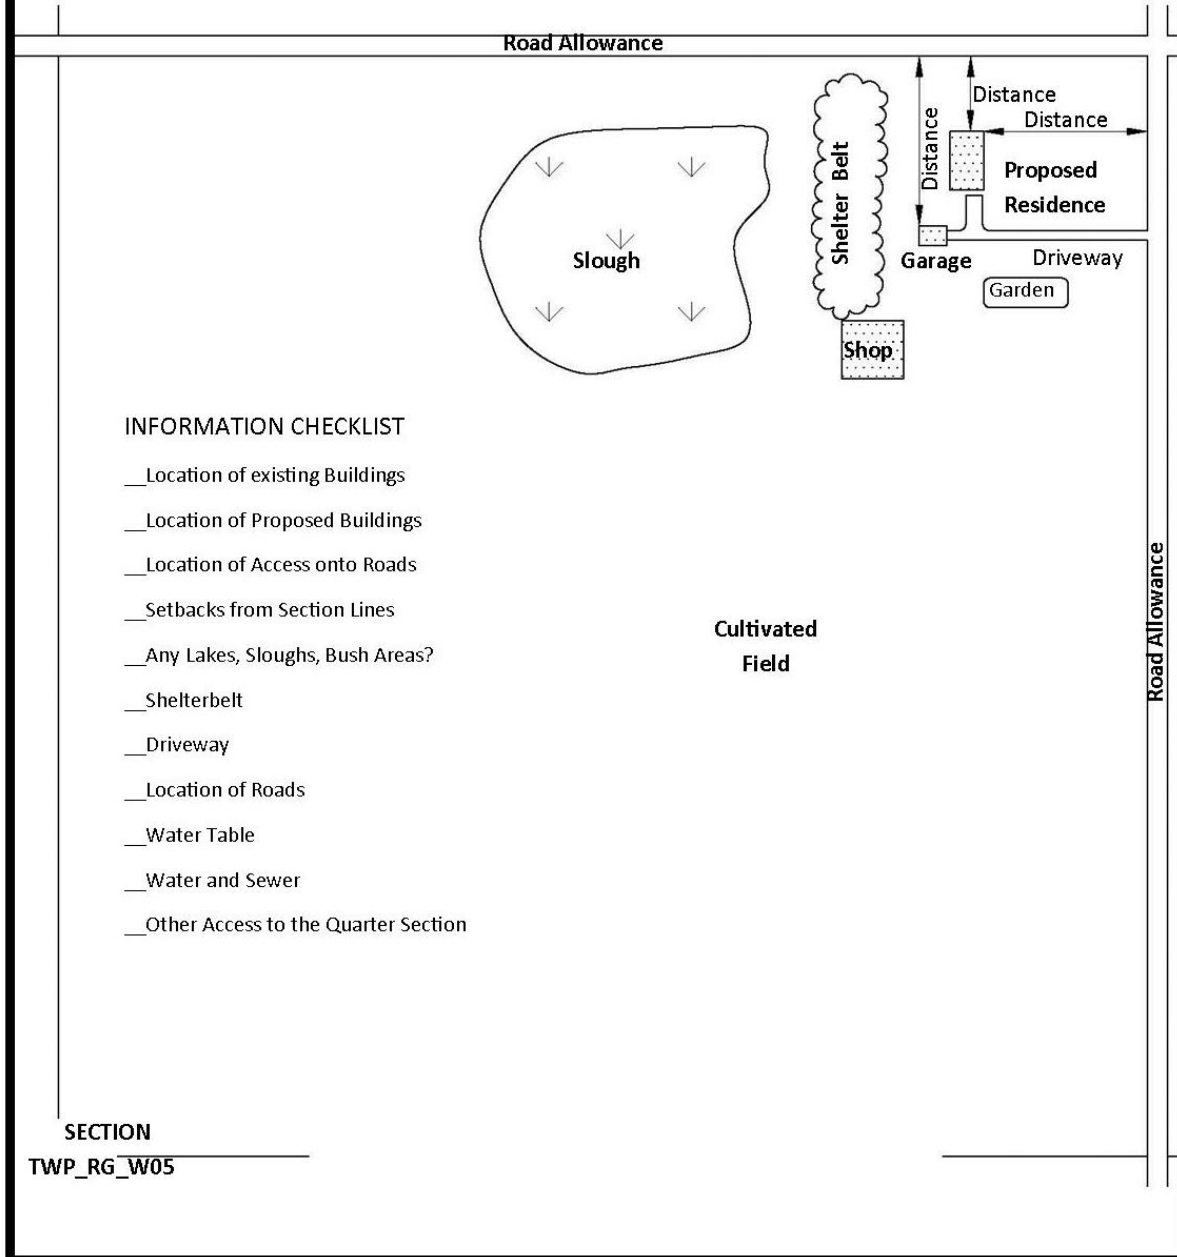 Road Allowance
Distance
Distance
Distance
Shelter Belt
Proposed
Residence
Slough
Garage
Driveway
Garden
Shop
INFORMATION CHECKLIST
__Location of existing Buildings
__Location of Proposed Buildings
__Location of Access onto Roads
__Setbacks from Section Lines
__Any Lakes, Sloughs, Bush Areas?
__Shelterbelt
__Driveway
__Location of Roads
__Water Table
__Water and Sewer
__Other Access to the Quarter Section
Cultivated
Field
Road Allowance
SECTION
TWP_RG_W05